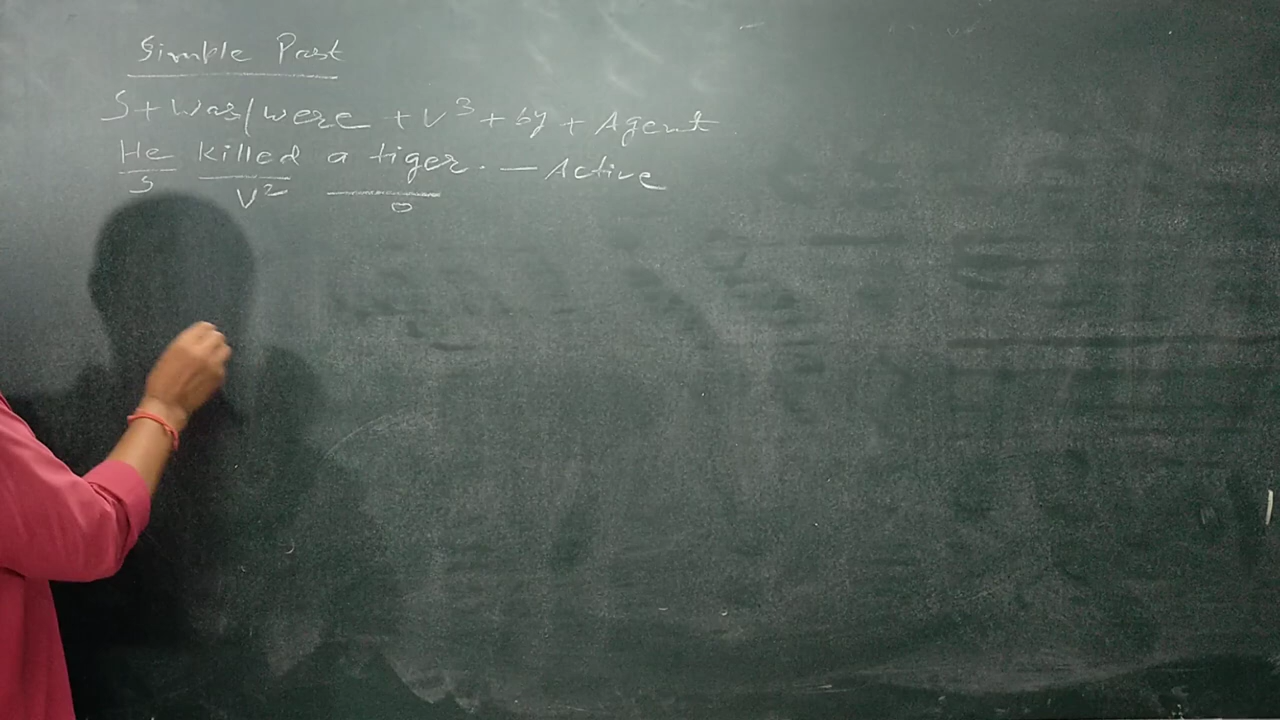 Simple Past
S+ Was/were + V3 + by + Agent
He killed a tiger. — Active
S V2 O